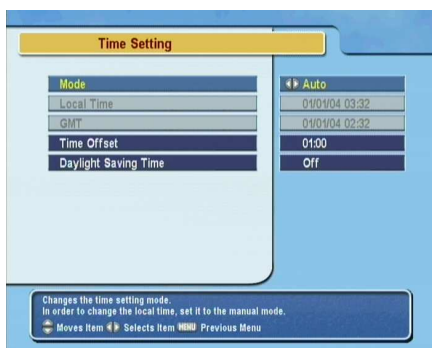 Time Setting
Mode Auto
Local Time 01/01/04 03:32
GMT 01/01/04 02:32
Time Offset 01:00
Daylight Saving Time Off
Changes the time setting mode.
In order to change the local time, set it to the manual mode.
Moves Item Selects Item MENU Previous Menu